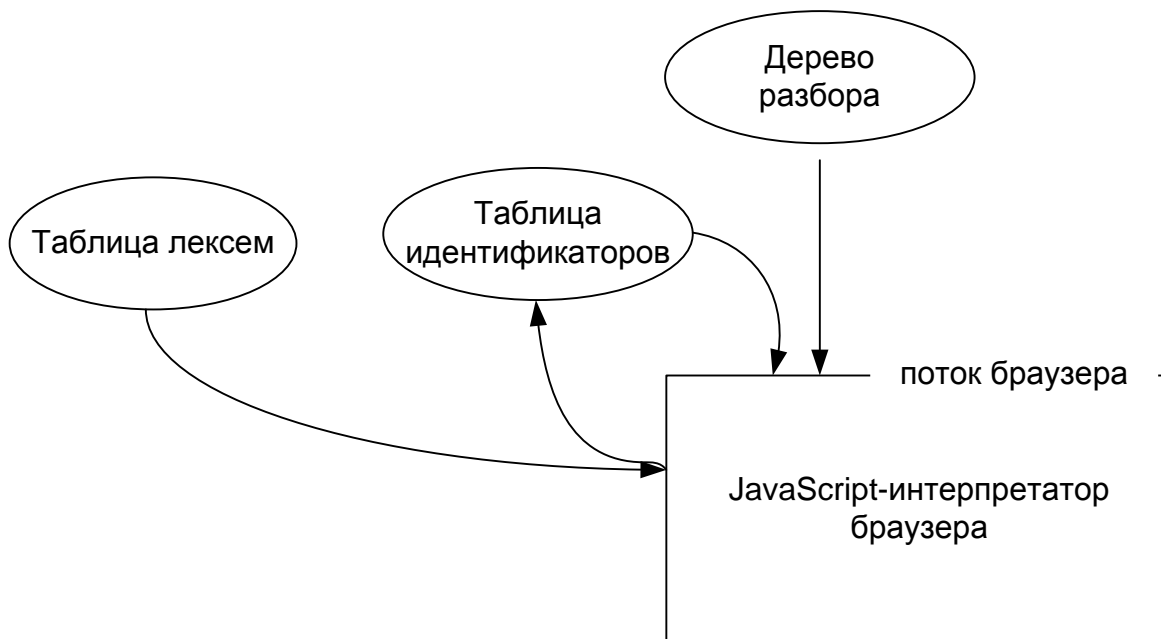 Дерево
разбора
Таблица
идентификаторов
Таблица лексем
поток браузера
JavaScript-интерпретатор
браузера